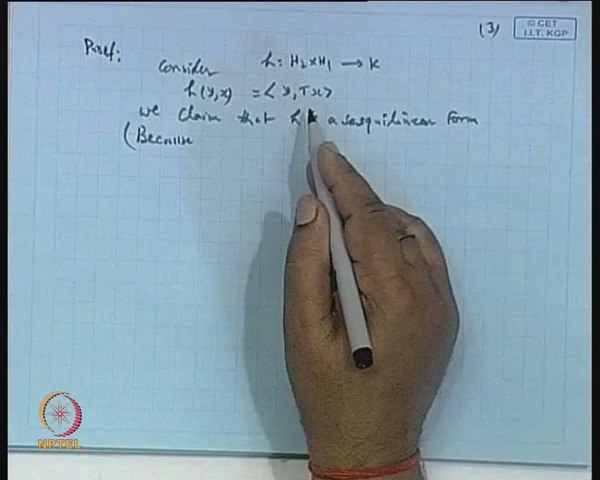 (3)
© CET
I.I.T. KGP
Proof:
Consider h: H2 x H1 → K
h(y,x) = < y, Tx>
we claim that h is a sesquilinear form
(Because
NPTEL